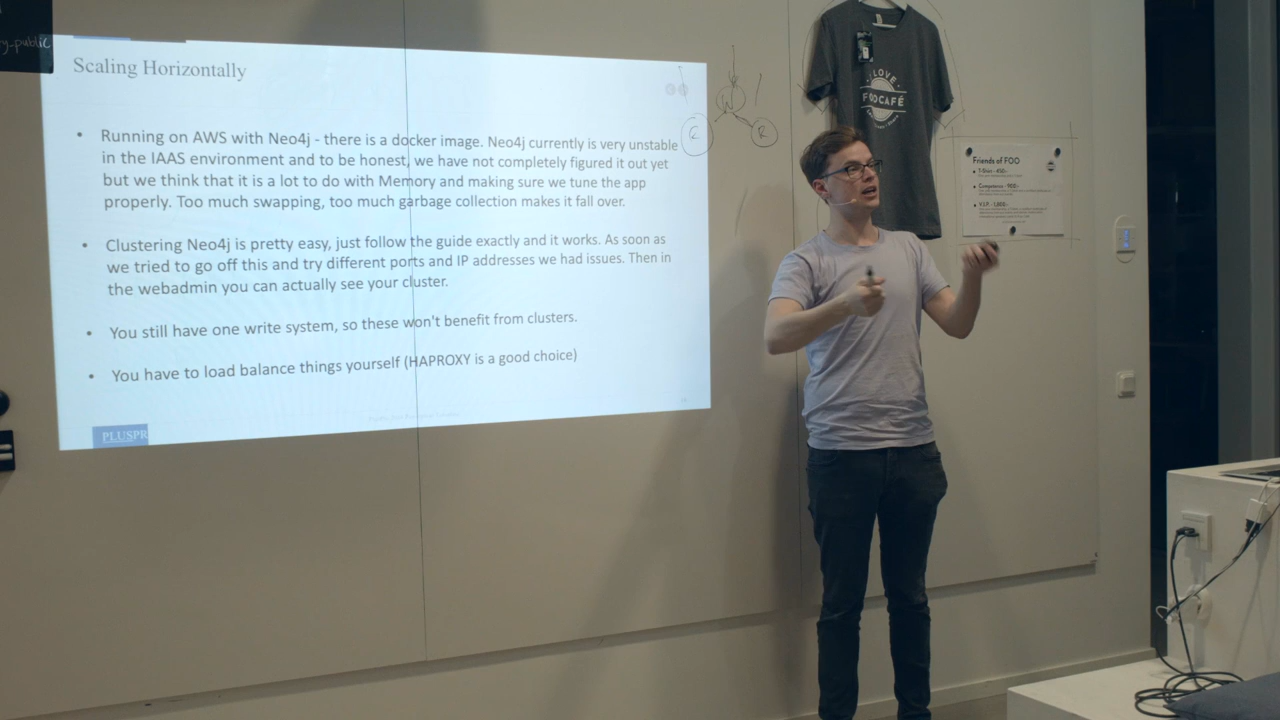 y_public
Scaling Horizontally
• Running on AWS with Neo4j - there is a docker image. Neo4j currently is very unstable
in the IAAS environment and to be honest, we have not completely figured it out yet
but we think that it is a lot to do with Memory and making sure we tune the app
properly. Too much swapping, too much garbage collection makes it fall over.
• Clustering Neo4j is pretty easy, just follow the guide exactly and it works. As soon as
we tried to go off this and try different ports and IP addresses we had issues. Then in
the webadmin you can actually see your cluster.
• You still have one write system, so these won't benefit from clusters.
• You have to load balance things yourself (HAPROXY is a good choice)
PLUSPR
W
R
I LOVE
FOOCAFÉ
Friends of FOO